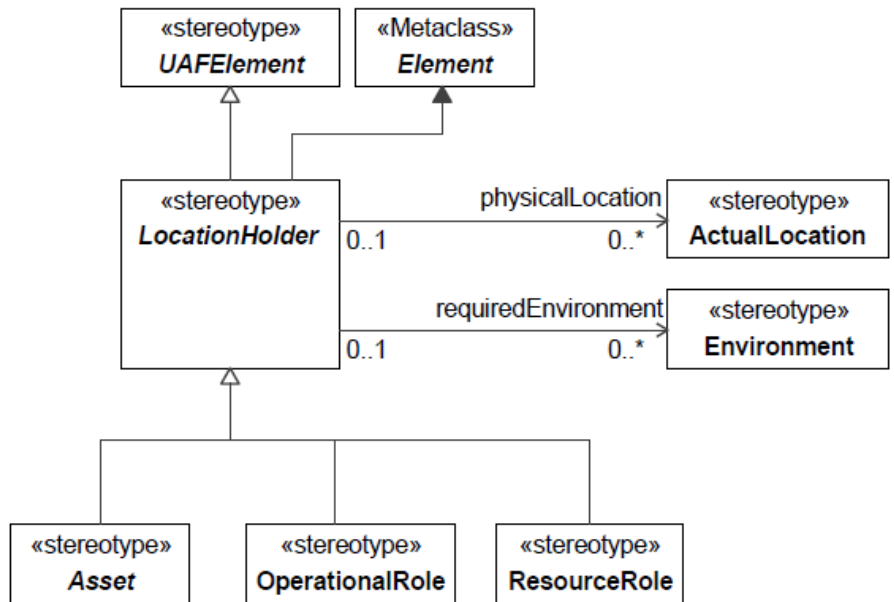 «stereotype»
UAFElement
«Metaclass»
Element
«stereotype»
LocationHolder
physicalLocation
0..1
0..*
«stereotype»
ActualLocation
requiredEnvironment
0..1
0..*
«stereotype»
Environment
«stereotype»
Asset
«stereotype»
OperationalRole
«stereotype»
ResourceRole